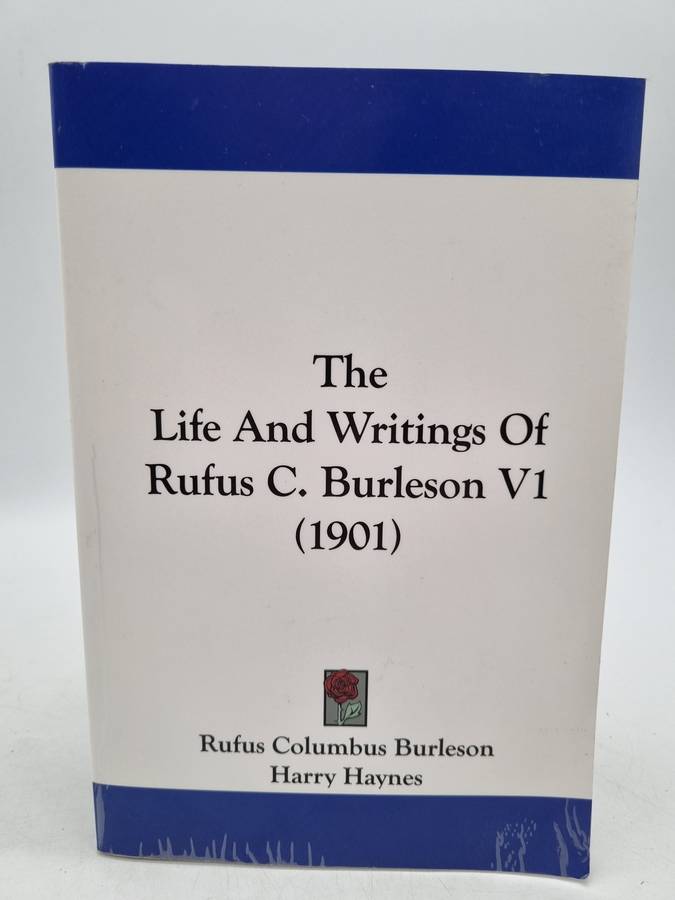 The
Life And Writings Of
Rufus C. Burleson V1
(1901)
Rufus Columbus Burleson
Harry Haynes